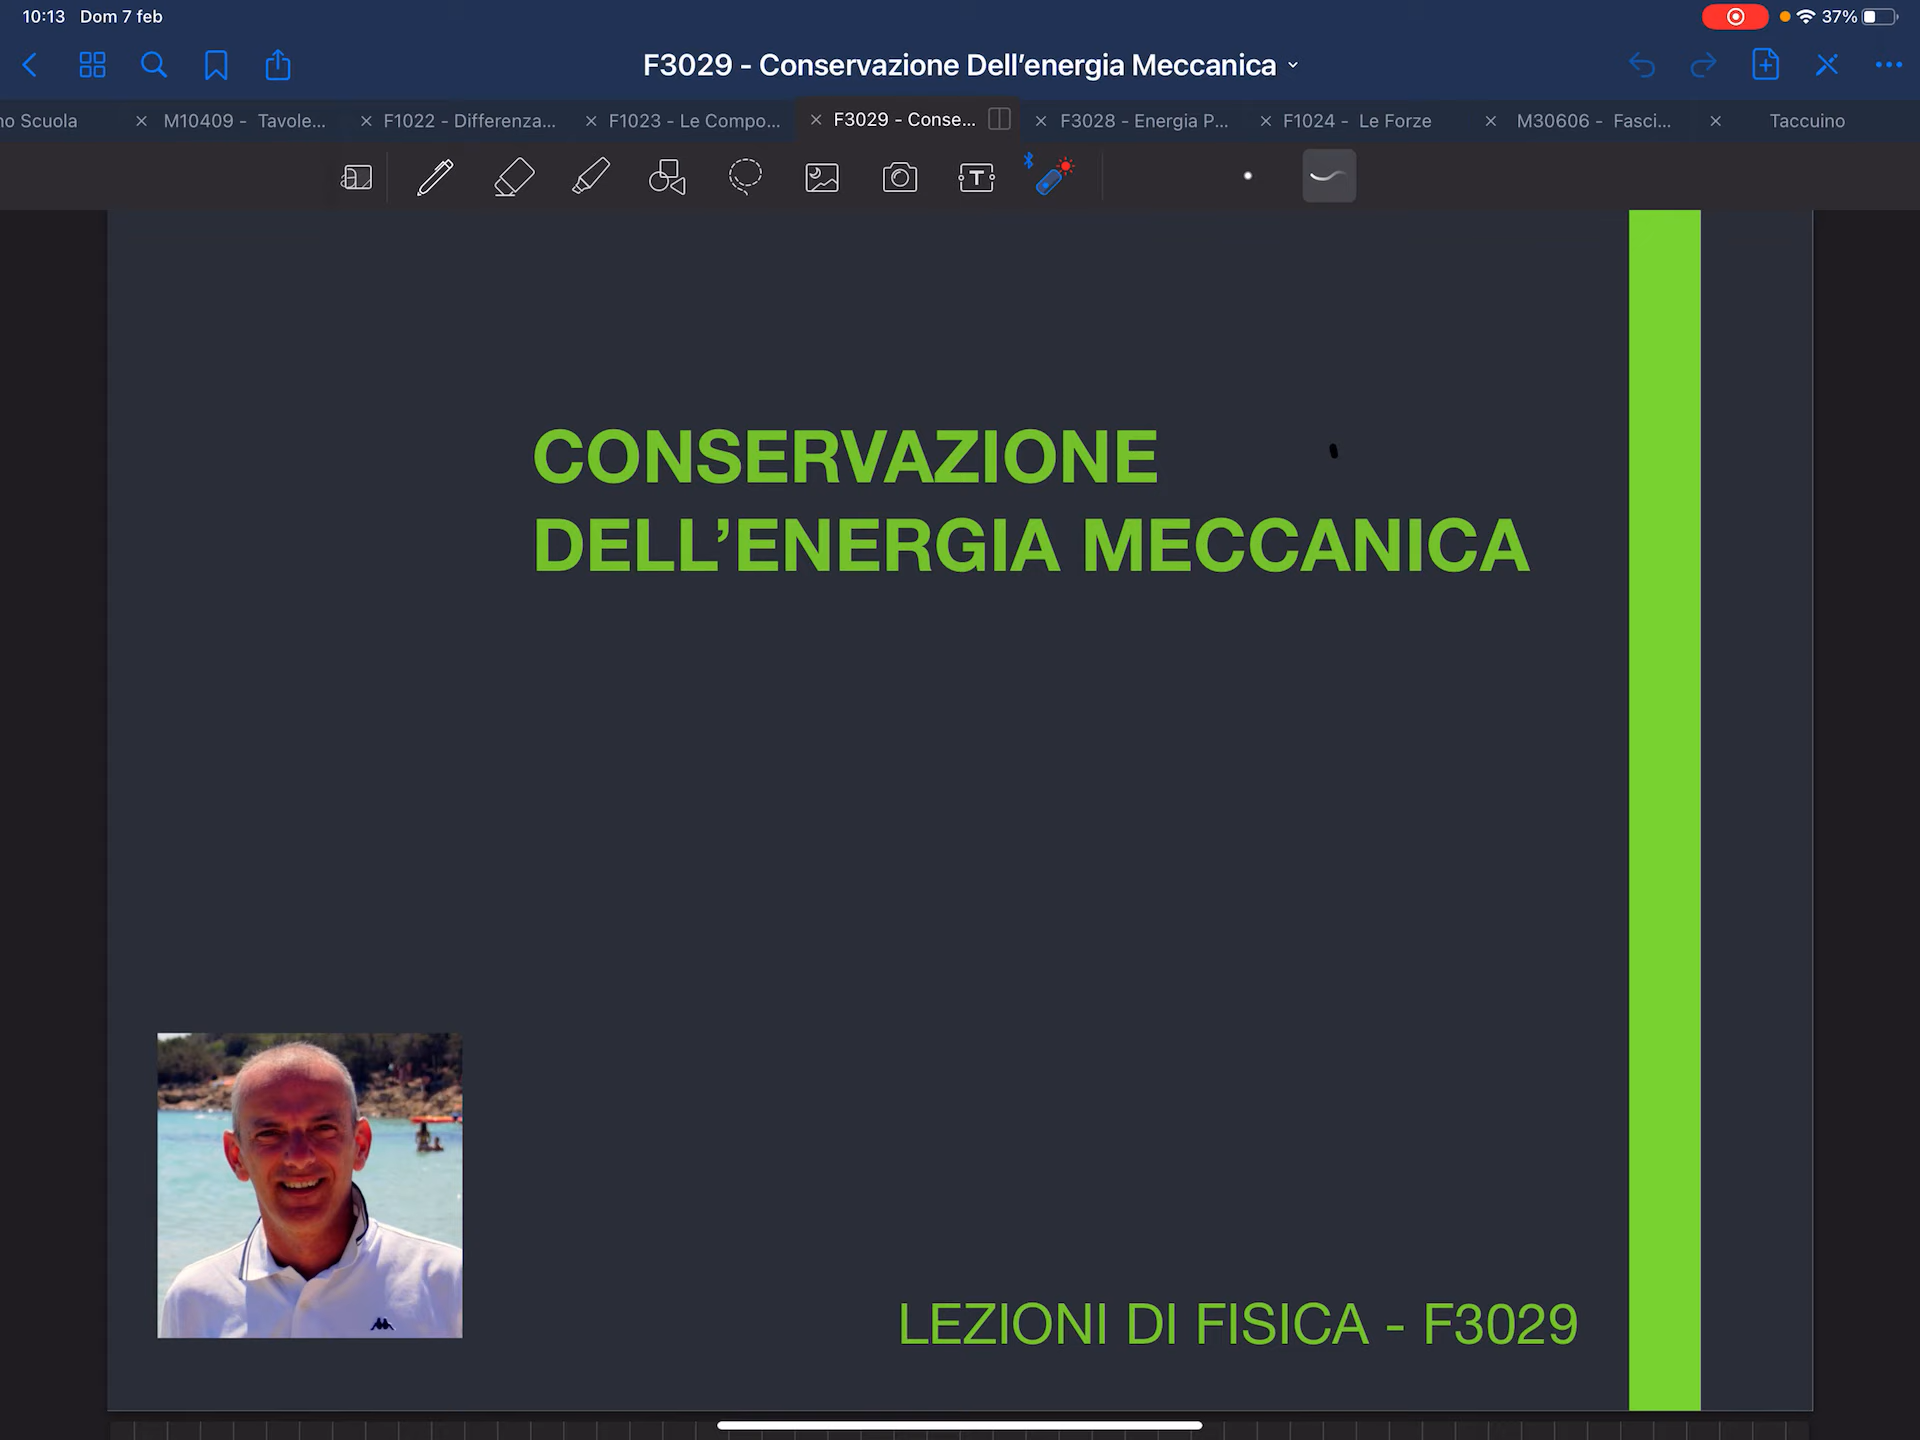 10:13 Dom 7 feb
37%
F3029 - Conservazione Dell'energia Meccanica
no Scuola
M10409 - Tavole...
F1022 - Differenza...
F1023 - Le Compo...
F3029 - Conse...
F3028 - Energia P...
F1024 - Le Forze
M30606 - Fasci...
Taccuino
T
CONSERVAZIONE
DELL'ENERGIA MECCANICA
LEZIONI DI FISICA - F3029